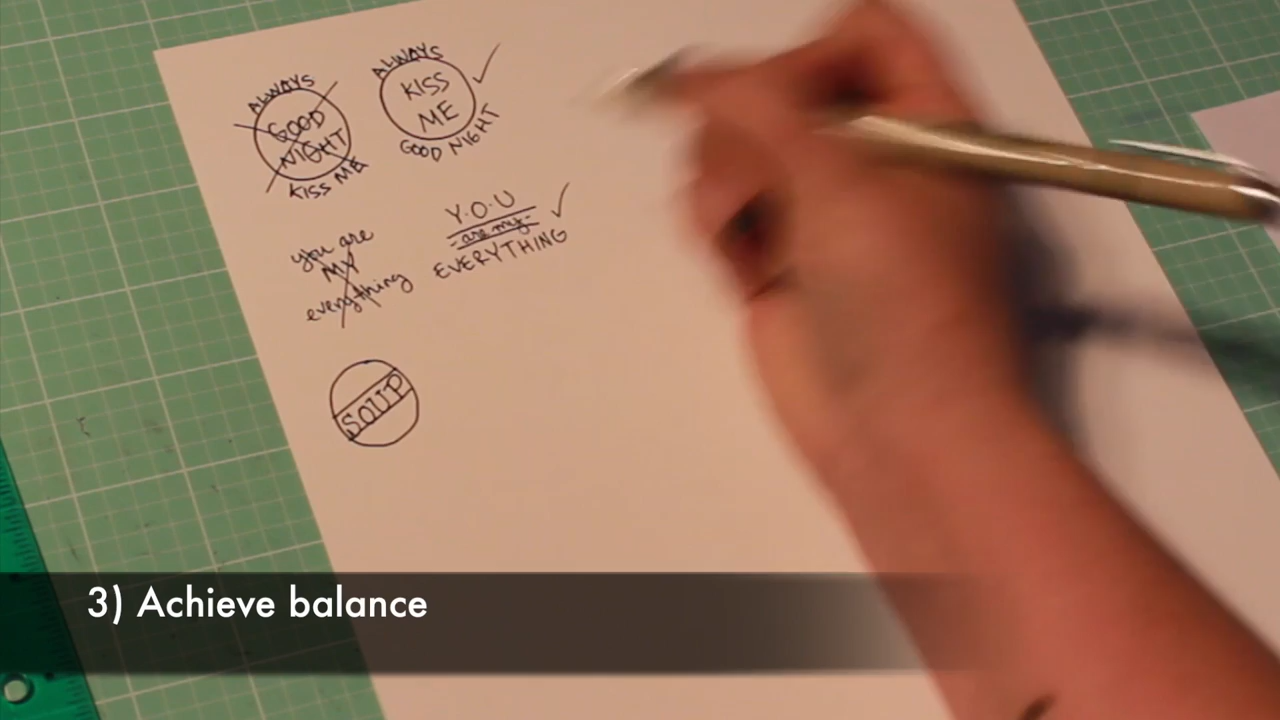 ALWAYS
GOOD
NIGHT
KISS ME
ALWAYS
KISS
ME
GOOD NIGHT
you are
MY
everything
Y·O·U
-are my-
EVERYTHING
SOUP
3) Achieve balance